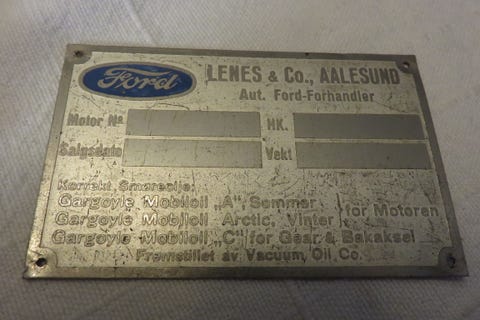 Ford
LENES & Co., AALESUND
Aut. Ford-Forhandler
Motor No HK.
Salgsdato Vekt
Korrekt Smøreolje:
Gargoyle Mobiloil „A" Sommer
Gargoyle Mobiloil Arctic, Vinter for Motoren
Gargoyle Mobiloil „C" for Gear & Bakaksel
Fremstillet av Vacuum Oil Co.